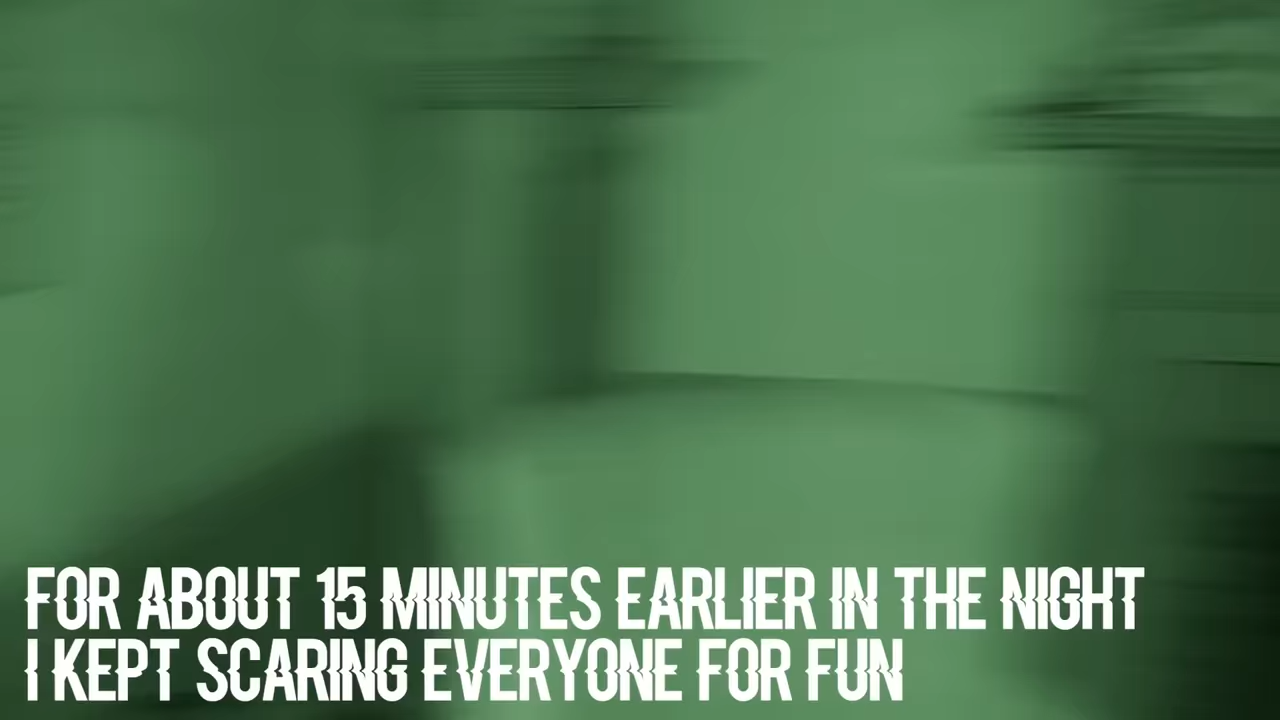 FOR ABOUT 15 MINUTES EARLIER IN THE NIGHT
I KEPT SCARING EVERYONE FOR FUN